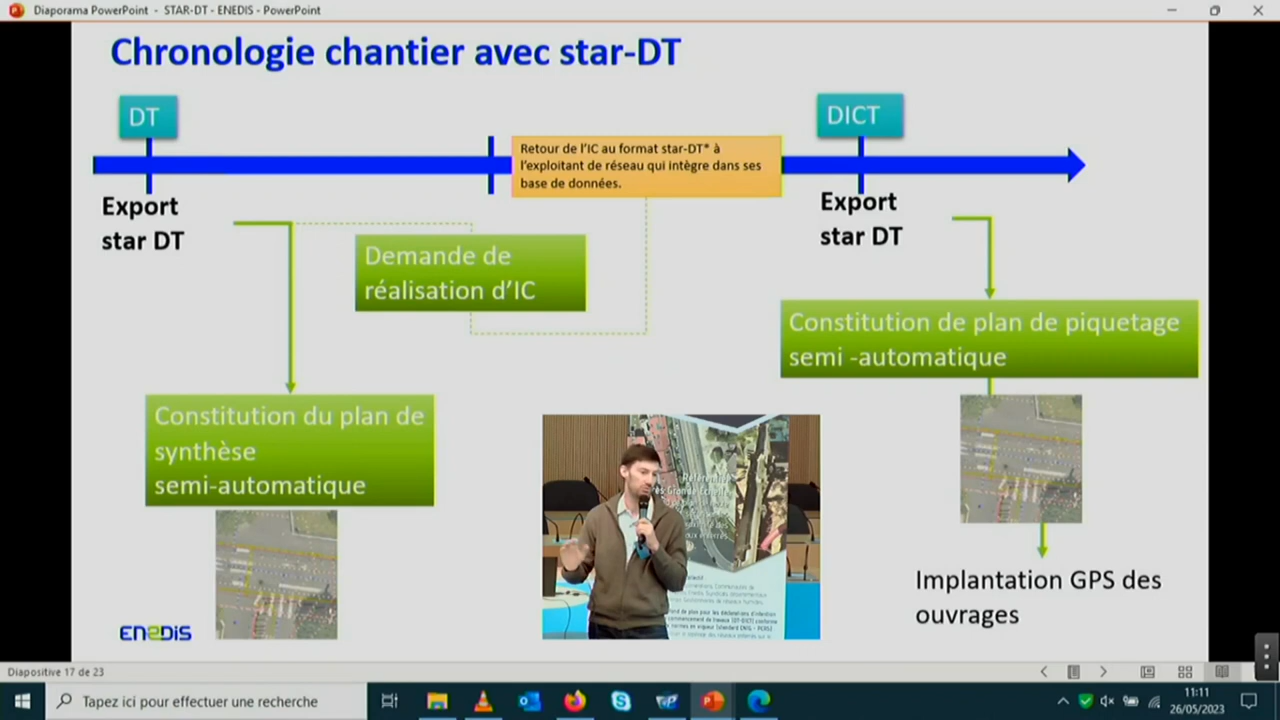 Diaporama PowerPoint - STAR-DT - ENEDIS - PowerPoint
Chronologie chantier avec star-DT
DT
DICT
Retour de l'IC au format star-DT* à
l'exploitant de réseau qui intègre dans ses
base de données.
Export
star DT
Export
star DT
Demande de
réalisation d'IC
Constitution de plan de piquetage
semi -automatique
Constitution du plan de
synthèse
semi-automatique
Implantation GPS des
ouvrages
ENEDIS
Diapositive 17 de 23
Tapez ici pour effectuer une recherche
11:11
26/05/2023